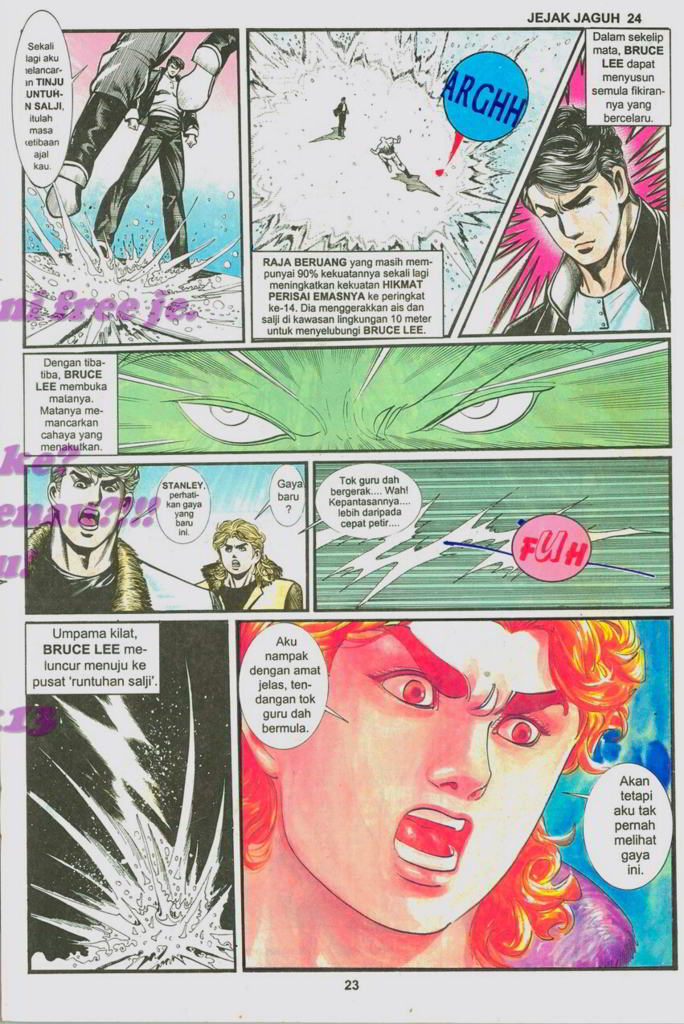 JEJAK JAGUH 24
Sekali
lagi aku
TINJU
UNTUH-
N SALJI,
itulah
masa
ketibaan
ajal
kau.
ARGHH
RAJA BERUANG yang masih mem-
punyai 90% kekuatannya sekali lagi
meningkatkan kekuatan HIKMAT
PERISAI EMASNYA ke peringkat
ke-14. Dia menggerakkan ais dan
salji di kawasan lingkungan 10 meter
untuk menyelubungi BRUCE LEE.
Dalam sekelip
mata, BRUCE
LEE dapat
menyusun
semula fikiran-
nya yang
bercelaru.
ni free je.
Dengan tiba-
tiba, BRUCE
LEE membuka
matanya.
Matanya me-
mancarkan
cahaya yang
menakutkan.
ke?
enau?!!!
u!
STANLEY,
perhati-
kan gaya
yang
baru
ini.
Gaya
baru
?
Tok guru dah
bergerak.... Wah!
Kepantasannya....
lebih daripada
cepat petir....
FUH
Umpama kilat,
BRUCE LEE me-
luncur menuju ke
pusat 'runtuhan salji'.
.13
Aku
nampak
dengan amat
jelas, ten-
dangan tok
guru dah
bermula.
Akan
tetapi
aku tak
pernah
melihat
gaya
ini.
23